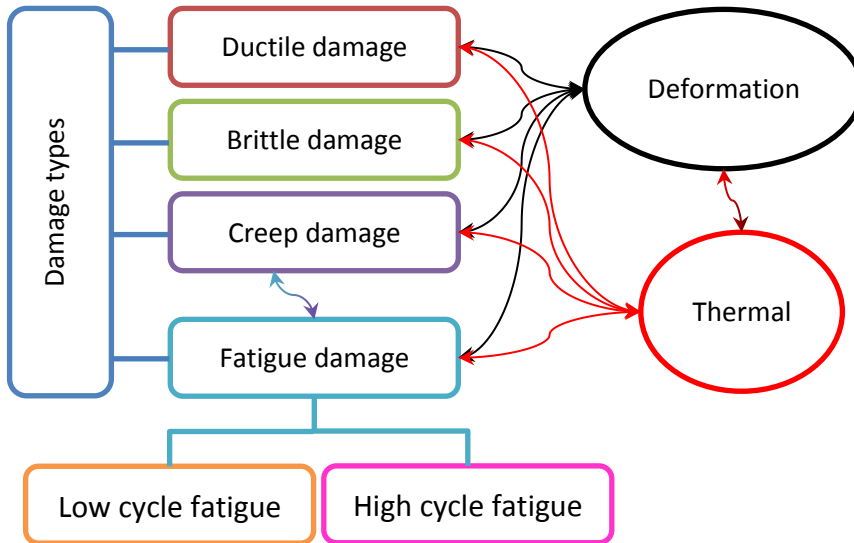 Damage types
Ductile damage
Brittle damage
Creep damage
Fatigue damage
Low cycle fatigue
High cycle fatigue
Deformation
Thermal